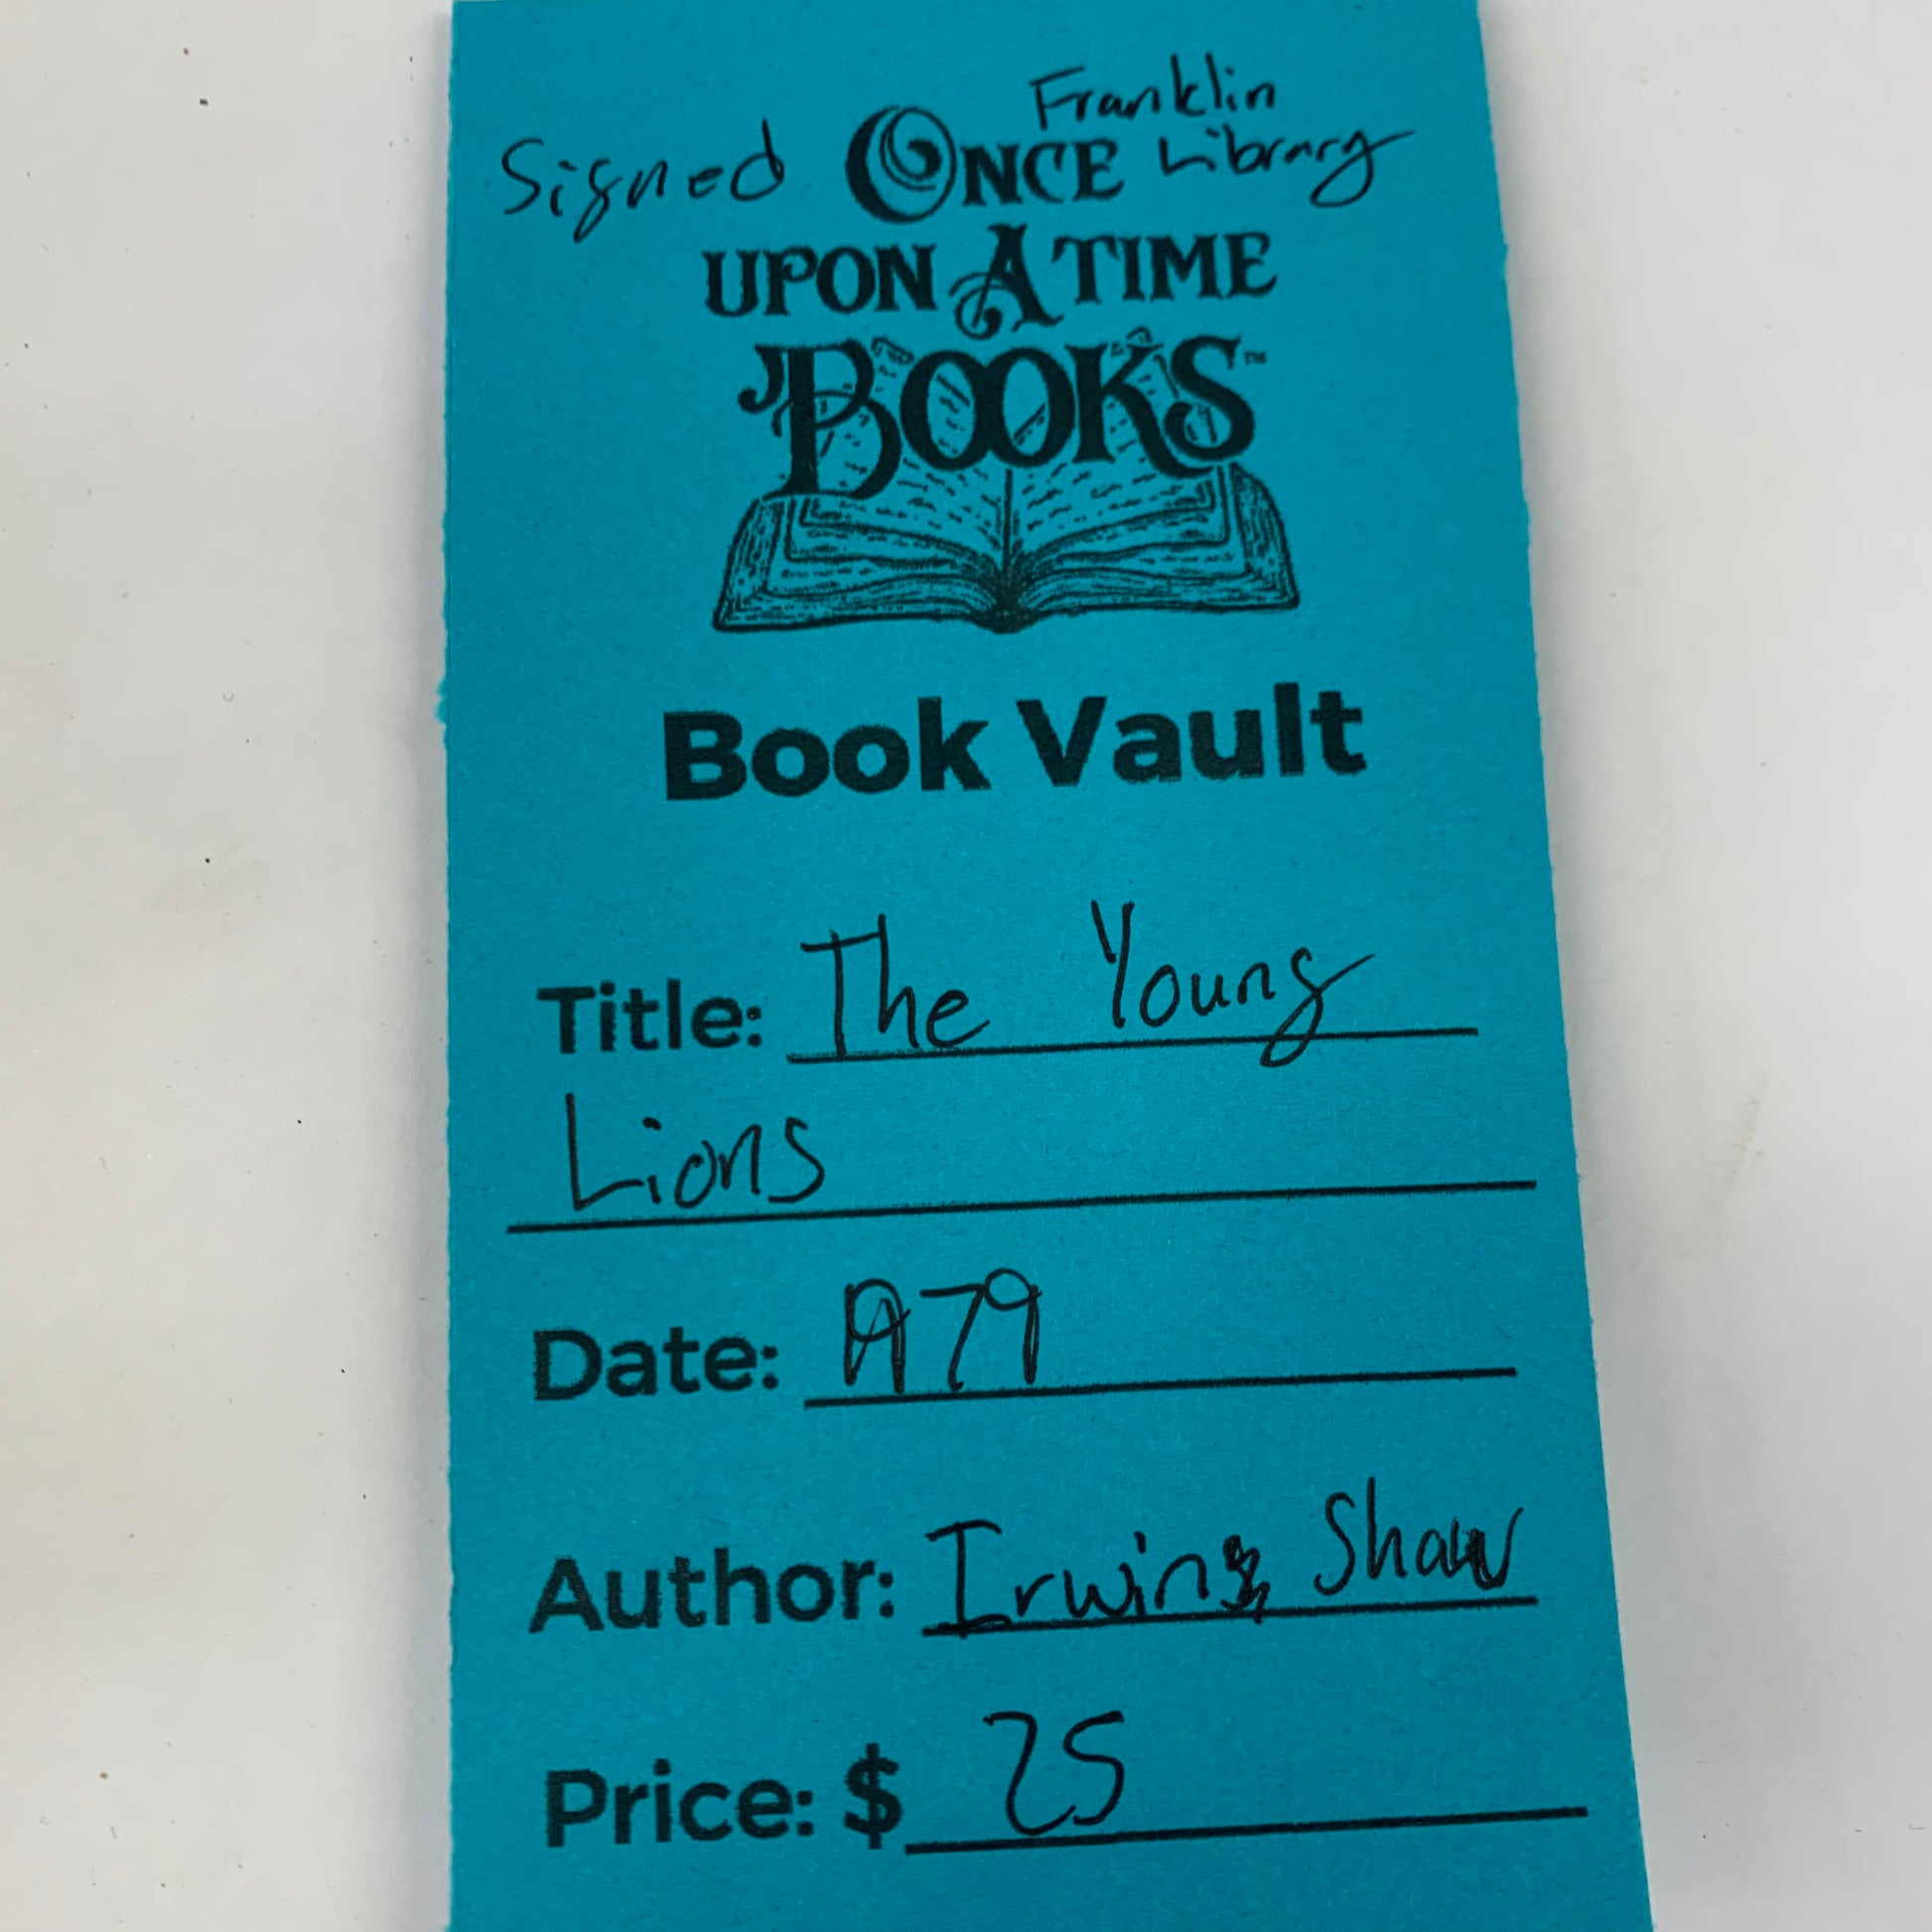 Franklin
Signed ONCE Library
UPON A TIME
BOOKS™
Book Vault
Title: The Young
Lions
Date: 1979
Author: Irwin Shaw
Price: $ 25